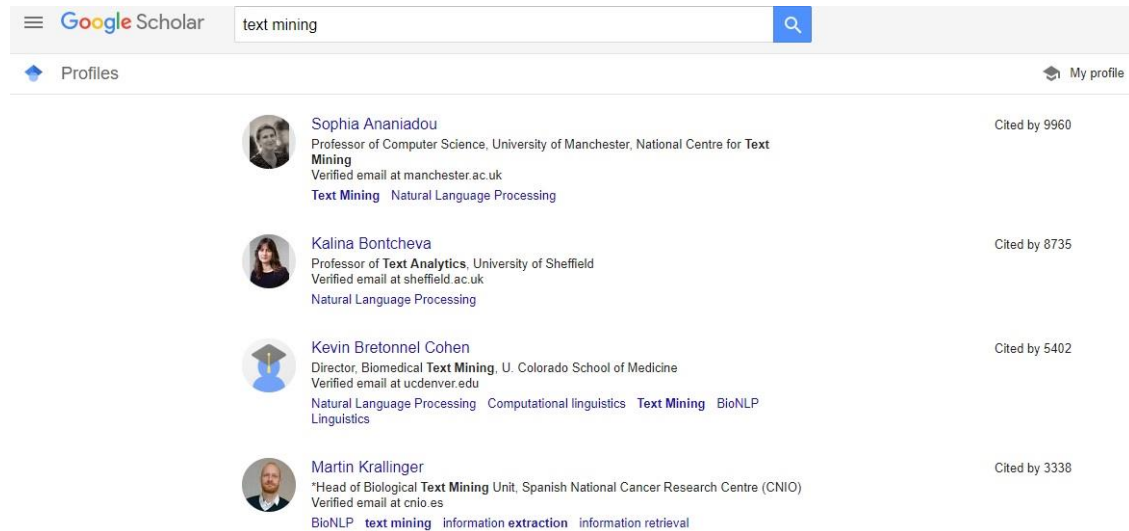 Google Scholar
text mining
Profiles
My profile
Sophia Ananiadou
Cited by 9960
Professor of Computer Science, University of Manchester, National Centre for Text
Mining
Verified email at manchester.ac.uk
Text Mining Natural Language Processing
Kalina Bontcheva
Cited by 8735
Professor of Text Analytics, University of Sheffield
Verified email at sheffield.ac.uk
Natural Language Processing
Kevin Bretonnel Cohen
Cited by 5402
Director, Biomedical Text Mining, U. Colorado School of Medicine
Verified email at ucdenver.edu
Natural Language Processing Computational linguistics Text Mining BioNLP
Linguistics
Martin Krallinger
Cited by 3338
*Head of Biological Text Mining Unit, Spanish National Cancer Research Centre (CNIO)
Verified email at cnio.es
BioNLP text mining information extraction information retrieval